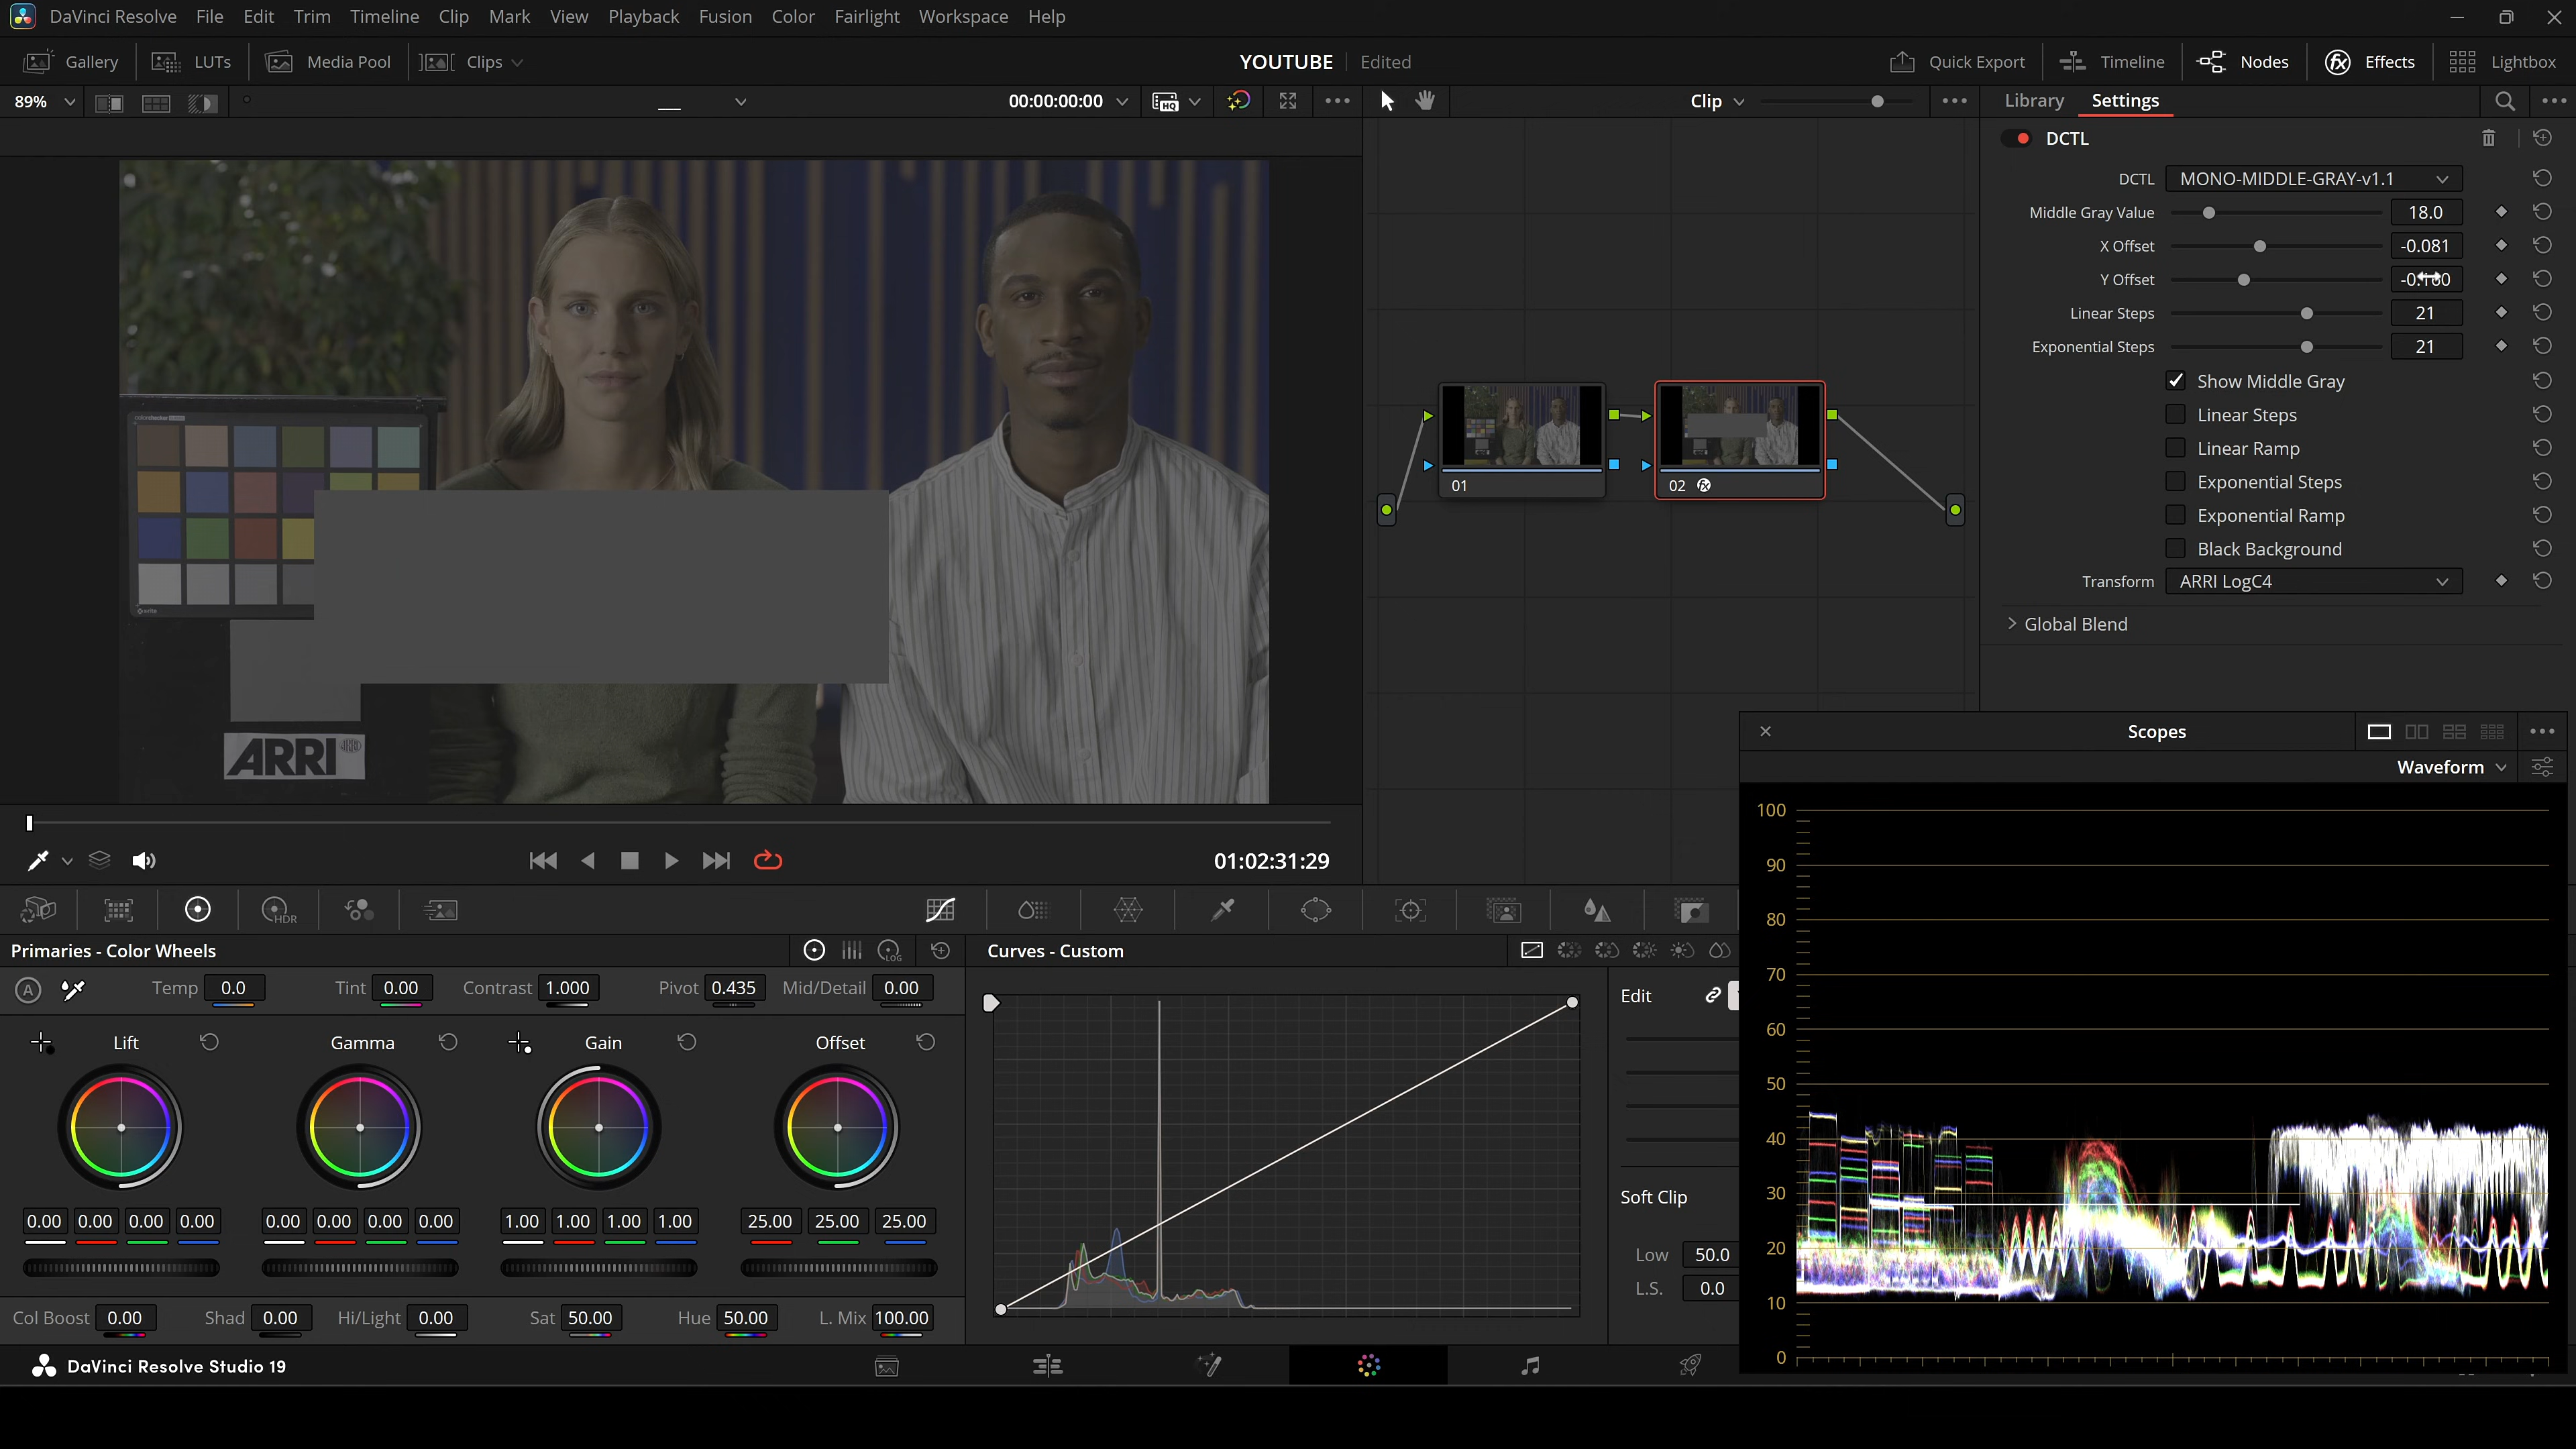 DaVinci Resolve File Edit Trim Timeline Clip Mark View Playback Fusion Color Fairlight Workspace Help
Gallery LUTs Media Pool Clips YOUTUBE Edited Quick Export Timeline Nodes Effects Lightbox
89% 00:00:00:00 HQ Clip Library Settings
DCTL
DCTL MONO-MIDDLE-GRAY-v1.1
Middle Gray Value 18.0
X Offset -0.081
Y Offset
Linear Steps 21
Exponential Steps 21
Show Middle Gray
Linear Steps
Linear Ramp
Exponential Steps
Exponential Ramp
Black Background
Transform ARRI LogC4
Global Blend
01
02 fx
ARRI
Scopes
Waveform
100
90
80
70
60
50
40
30
20
10
0
01:02:31:29
HDR
Primaries - Color Wheels LOG Curves - Custom
A Temp 0.0 Tint 0.00 Contrast 1.000 Pivot 0.435 Mid/Detail 0.00
Edit
Lift Gamma Gain Offset
Soft Clip
0.00 0.00 0.00 0.00 0.00 0.00 0.00 0.00 1.00 1.00 1.00 1.00 25.00 25.00 25.00
Low 50.0
L.S. 0.0
Col Boost 0.00 Shad 0.00 Hi/Light 0.00 Sat 50.00 Hue 50.00 L. Mix 100.00
DaVinci Resolve Studio 19